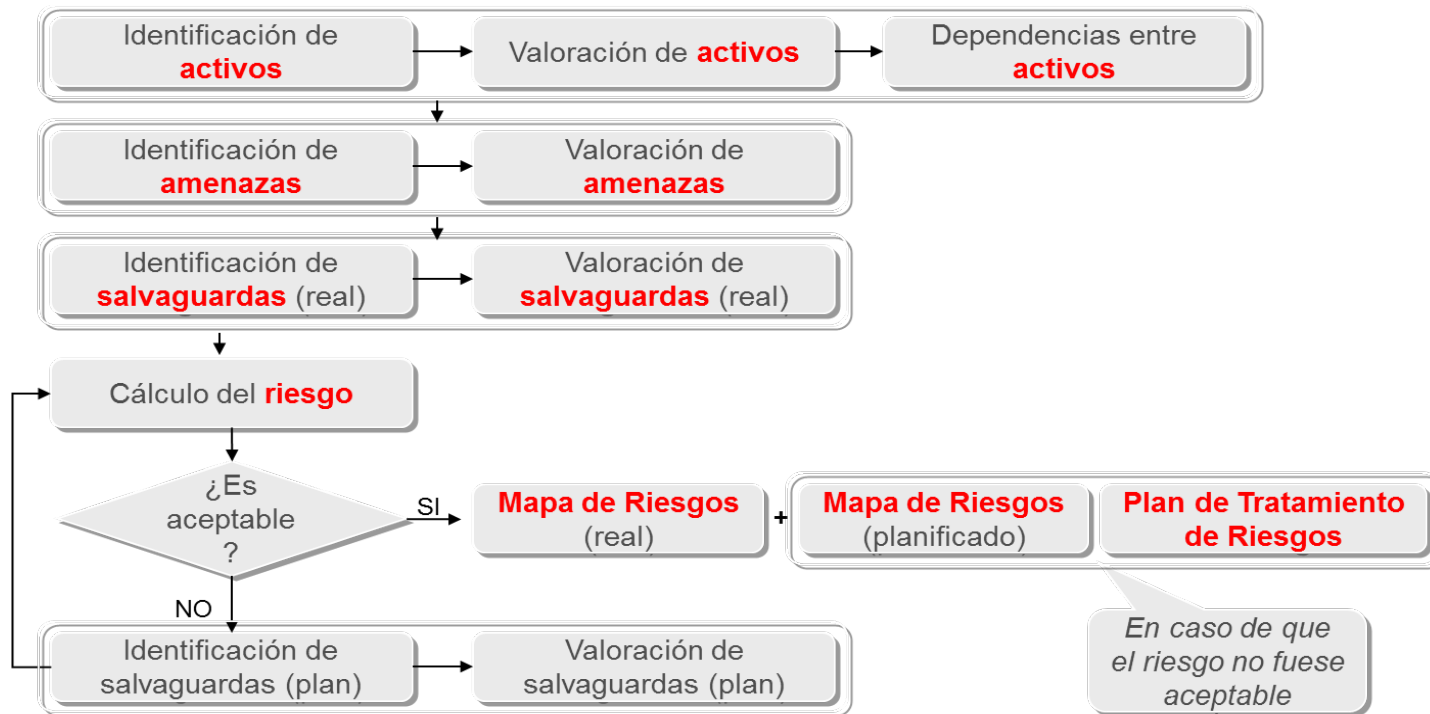 Identificación de
activos
Valoración de activos
Dependencias entre
activos
Identificación de
amenazas
Valoración de
amenazas
Identificación de
salvaguardas (real)
Valoración de
salvaguardas (real)
Cálculo del riesgo
¿Es
aceptable
?
SI
Mapa de Riesgos
(real)
+
Mapa de Riesgos
(planificado)
Plan de Tratamiento
de Riesgos
NO
En caso de que
el riesgo no fuese
aceptable
Identificación de
salvaguardas (plan)
Valoración de
salvaguardas (plan)